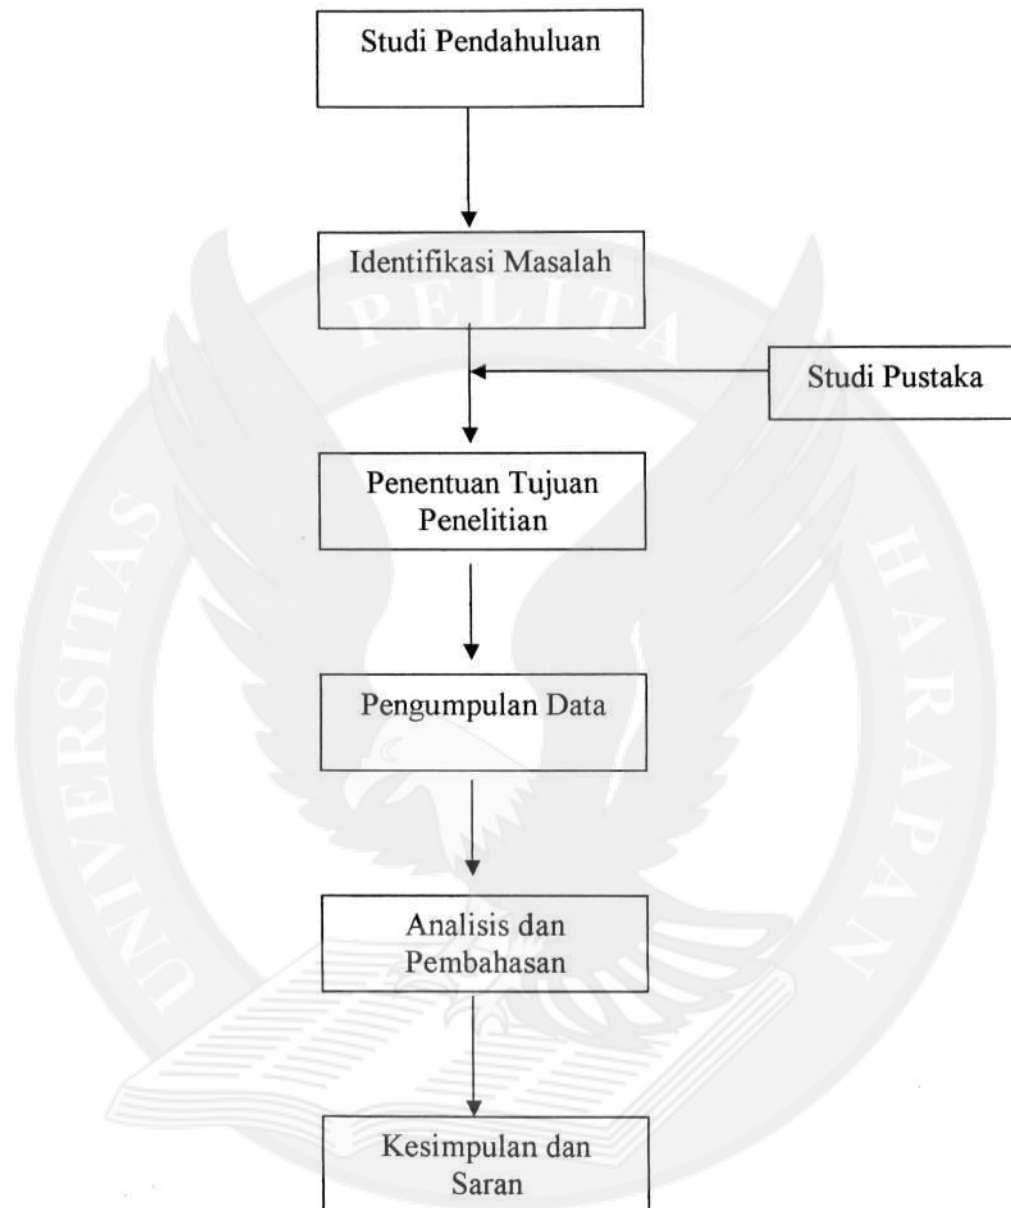 Studi Pendahuluan
Identifikasi Masalah
Studi Pustaka
Penentuan Tujuan
Penelitian
Pengumpulan Data
Analisis dan
Pembahasan
Kesimpulan dan
Saran
UNIVERSITAS PELITA HARAPAN